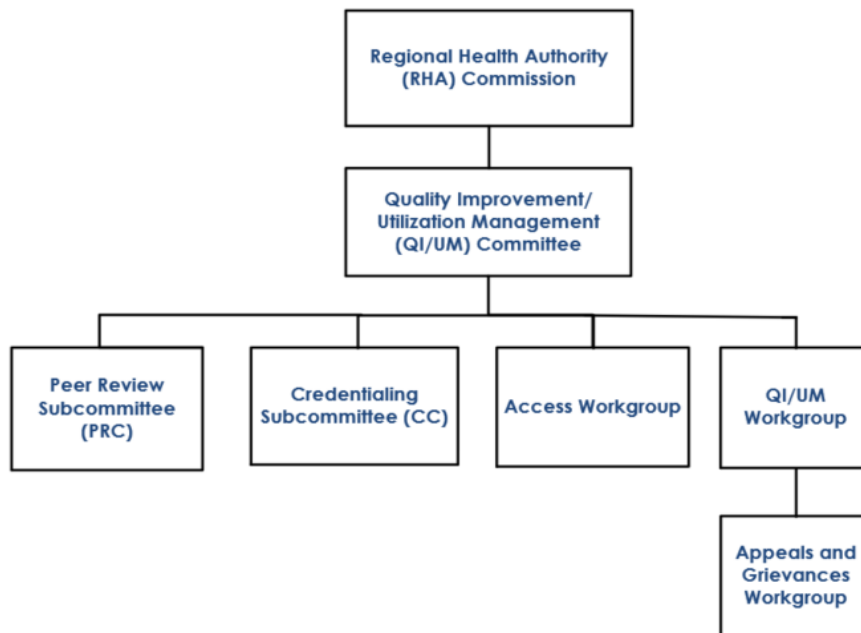 Regional Health Authority
(RHA) Commission
Quality Improvement/
Utilization Management
(QI/UM) Committee
Peer Review
Subcommittee
(PRC)
Credentialing
Subcommittee (CC)
Access Workgroup
QI/UM
Workgroup
Appeals and
Grievances
Workgroup